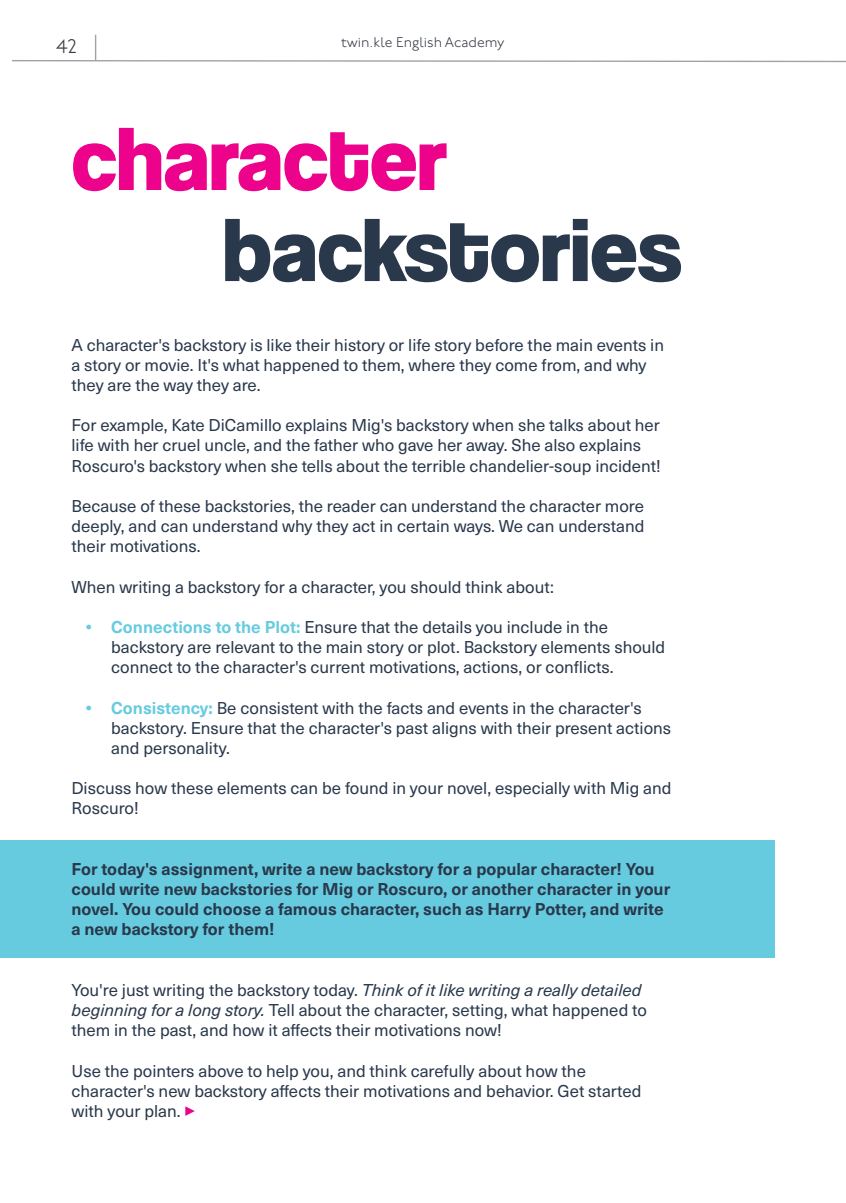 42
twin.kle English Academy
character
backstories
A character's backstory is like their history or life story before the main events in
a story or movie. It's what happened to them, where they come from, and why
they are the way they are.
For example, Kate DiCamillo explains Mig's backstory when she talks about her
life with her cruel uncle, and the father who gave her away. She also explains
Roscuro's backstory when she tells about the terrible chandelier-soup incident!
Because of these backstories, the reader can understand the character more
deeply, and can understand why they act in certain ways. We can understand
their motivations.
When writing a backstory for a character, you should think about:
• Connections to the Plot: Ensure that the details you include in the
backstory are relevant to the main story or plot. Backstory elements should
connect to the character's current motivations, actions, or conflicts.
• Consistency: Be consistent with the facts and events in the character's
backstory. Ensure that the character's past aligns with their present actions
and personality.
Discuss how these elements can be found in your novel, especially with Mig and
Roscuro!
For today's assignment, write a new backstory for a popular character! You
could write new backstories for Mig or Roscuro, or another character in your
novel. You could choose a famous character, such as Harry Potter, and write
a new backstory for them!
You're just writing the backstory today. Think of it like writing a really detailed
beginning for a long story. Tell about the character, setting, what happened to
them in the past, and how it affects their motivations now!
Use the pointers above to help you, and think carefully about how the
character's new backstory affects their motivations and behavior. Get started
with your plan. ▶